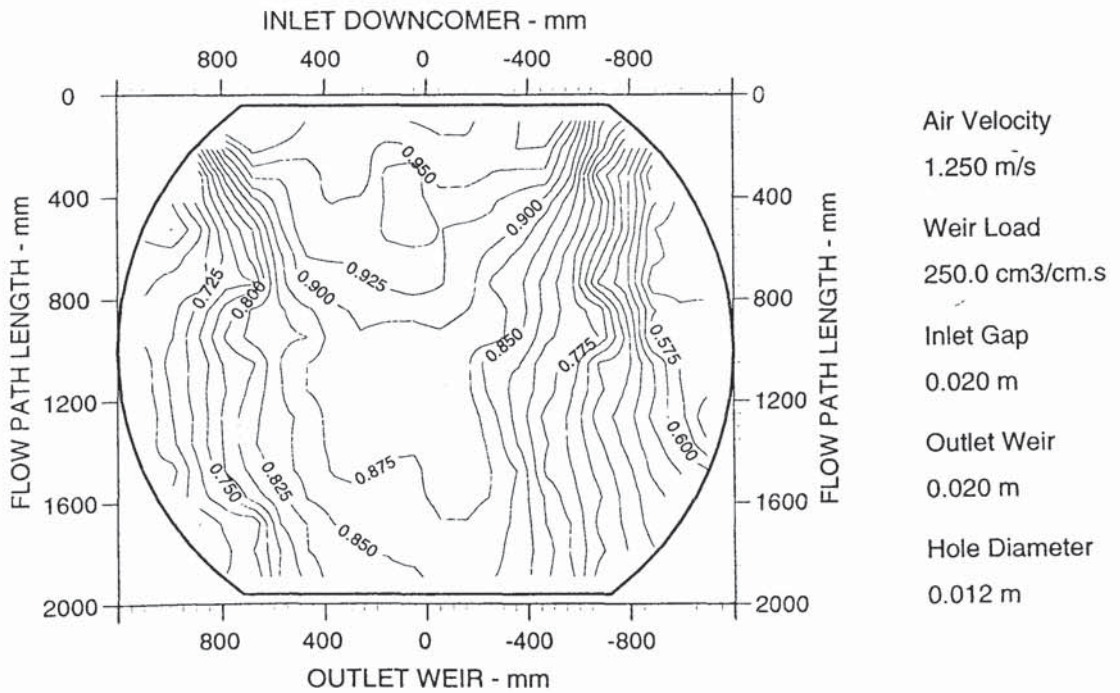 INLET DOWNCOMER - mm
800 400 0 -400 -800
0 0
400 400
800 800
1200 1200
1600 1600
2000 2000
FLOW PATH LENGTH - mm
FLOW PATH LENGTH - mm
0.950
0.900
0.925
0.725
0.900
0.800
0.850
0.775
0.575
0.600
0.875
0.750
0.825
0.850
800 400 0 -400 -800
OUTLET WEIR - mm
Air Velocity
1.250 m/s
Weir Load
250.0 cm3/cm.s
Inlet Gap
0.020 m
Outlet Weir
0.020 m
Hole Diameter
0.012 m